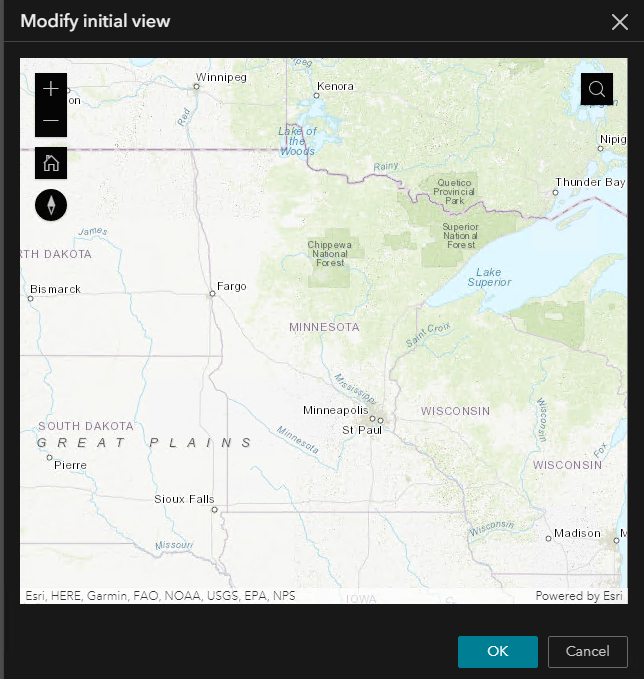 Modify initial view
Winnipeg
Kenora
on
Red
Lake of
the
Woods
Nipig
Rainy
Quetico
Provincial
Park
Thunder Bay
James
Superior
National
Forest
Chippewa
National
Forest
RTH DAKOTA
Lake
Superior
Bismarck
Fargo
MINNESOTA
Saint Croix
Mississippi
Minneapolis
WISCONSIN
Wisconsin
St Paul
SOUTH DAKOTA
GREAT PLAINS
Minnesota
Fox
Pierre
WISCONSIN
Sioux Falls
Wisconsin
Madison
M
Missouri
Esri, HERE, Garmin, FAO, NOAA, USGS, EPA, NPS
IOWA
Powered by Esri
OK
Cancel